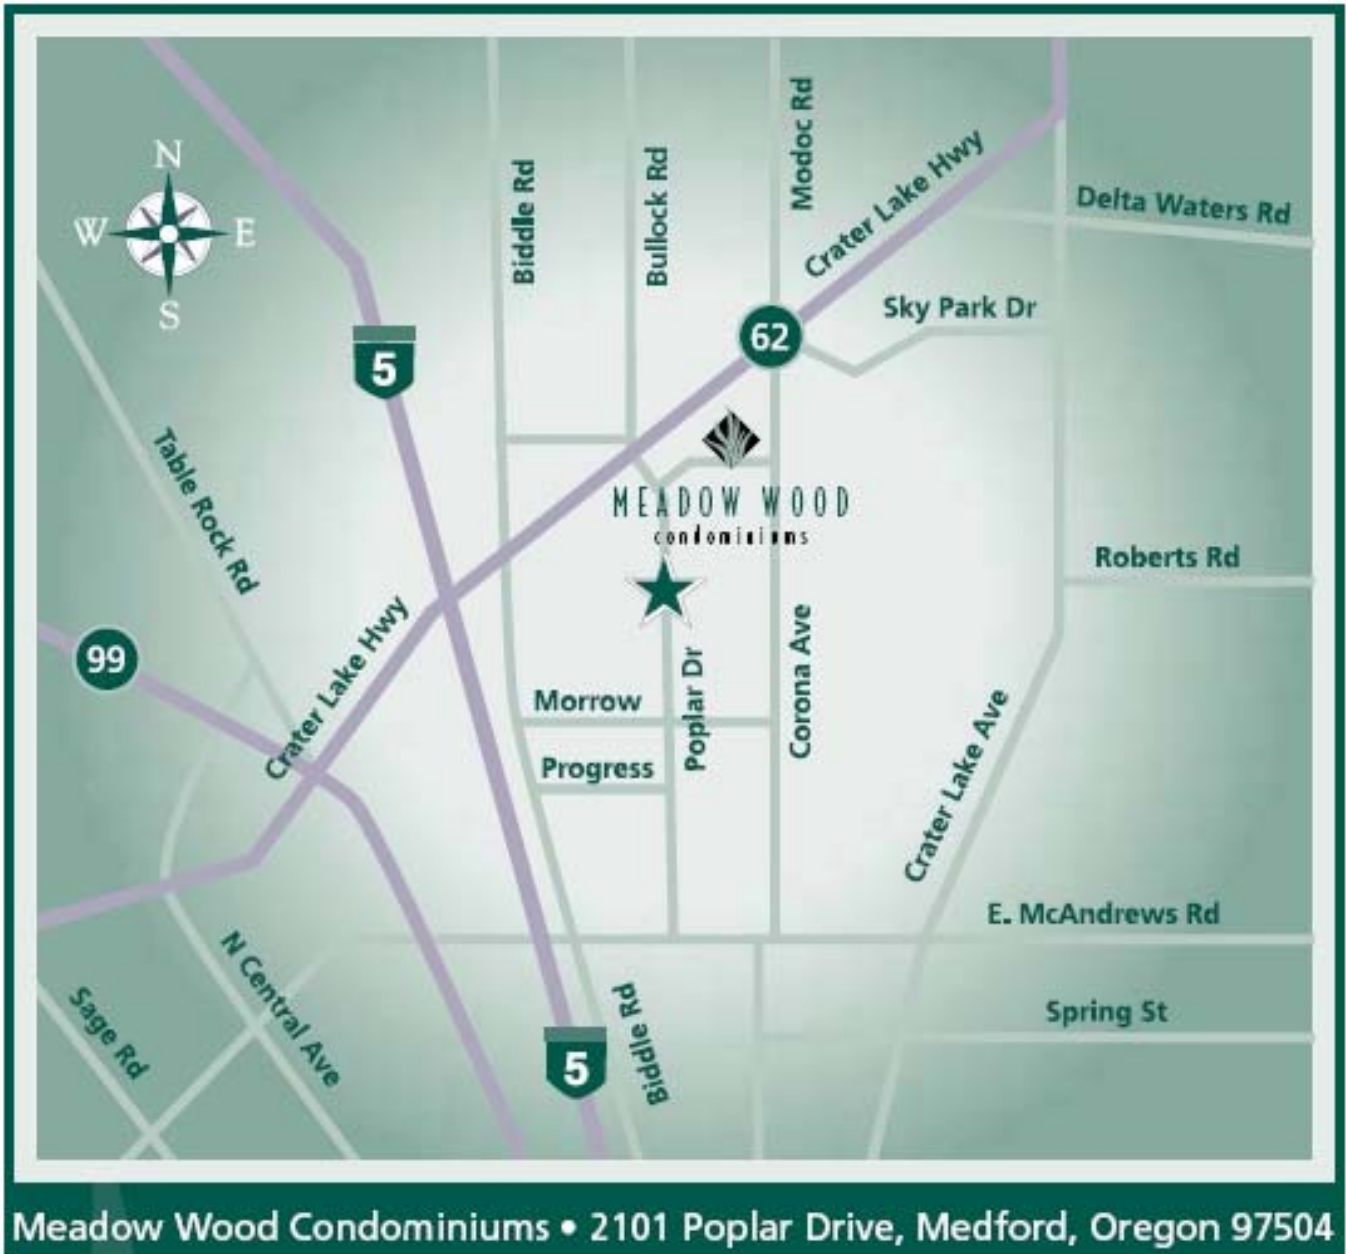 N
W
E
S
Biddle Rd
Bullock Rd
Modoc Rd
Crater Lake Hwy
Delta Waters Rd
Sky Park Dr
62
5
Table Rock Rd
MEADOW WOOD
condominiums
Roberts Rd
99
Crater Lake Hwy
Morrow
Poplar Dr
Corona Ave
Progress
Crater Lake Ave
E. McAndrews Rd
N Central Ave
Sage Rd
Spring St
5
Biddle Rd
Meadow Wood Condominiums • 2101 Poplar Drive, Medford, Oregon 97504